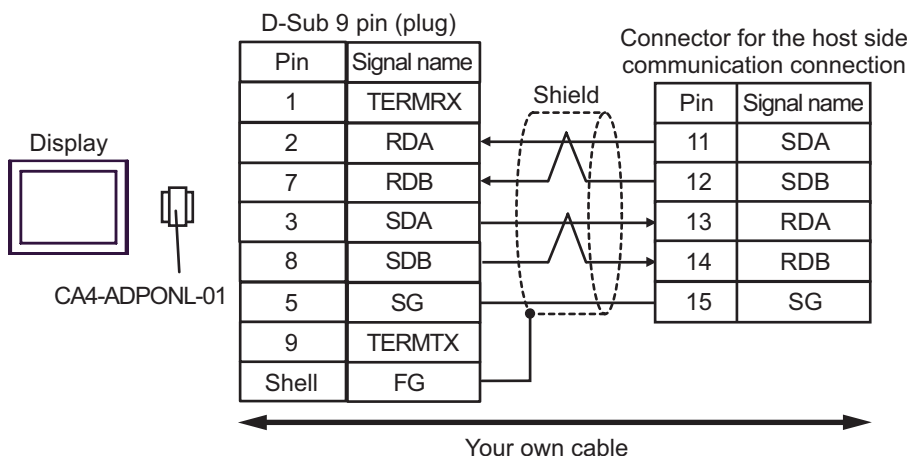 D-Sub 9 pin (plug)
Connector for the host side
communication connection
Pin Signal name
1 TERMRX
2 RDA
7 RDB
3 SDA
8 SDB
5 SG
9 TERMTX
Shell FG
Shield
Pin Signal name
11 SDA
12 SDB
13 RDA
14 RDB
15 SG
Display
CA4-ADPONL-01
Your own cable